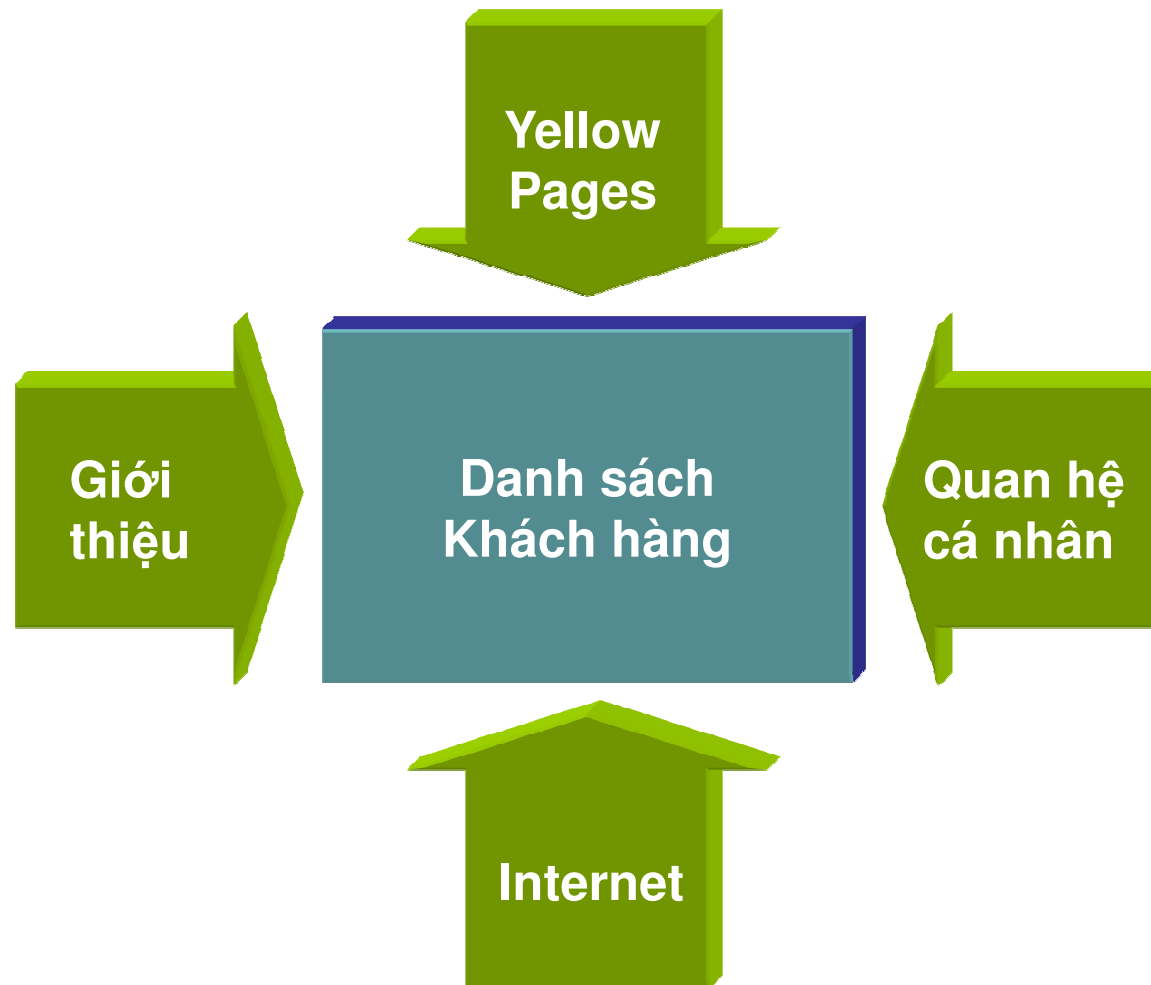 Yellow
Pages
Giới
thiệu
Danh sách
Khách hàng
Quan hệ
cá nhân
Internet